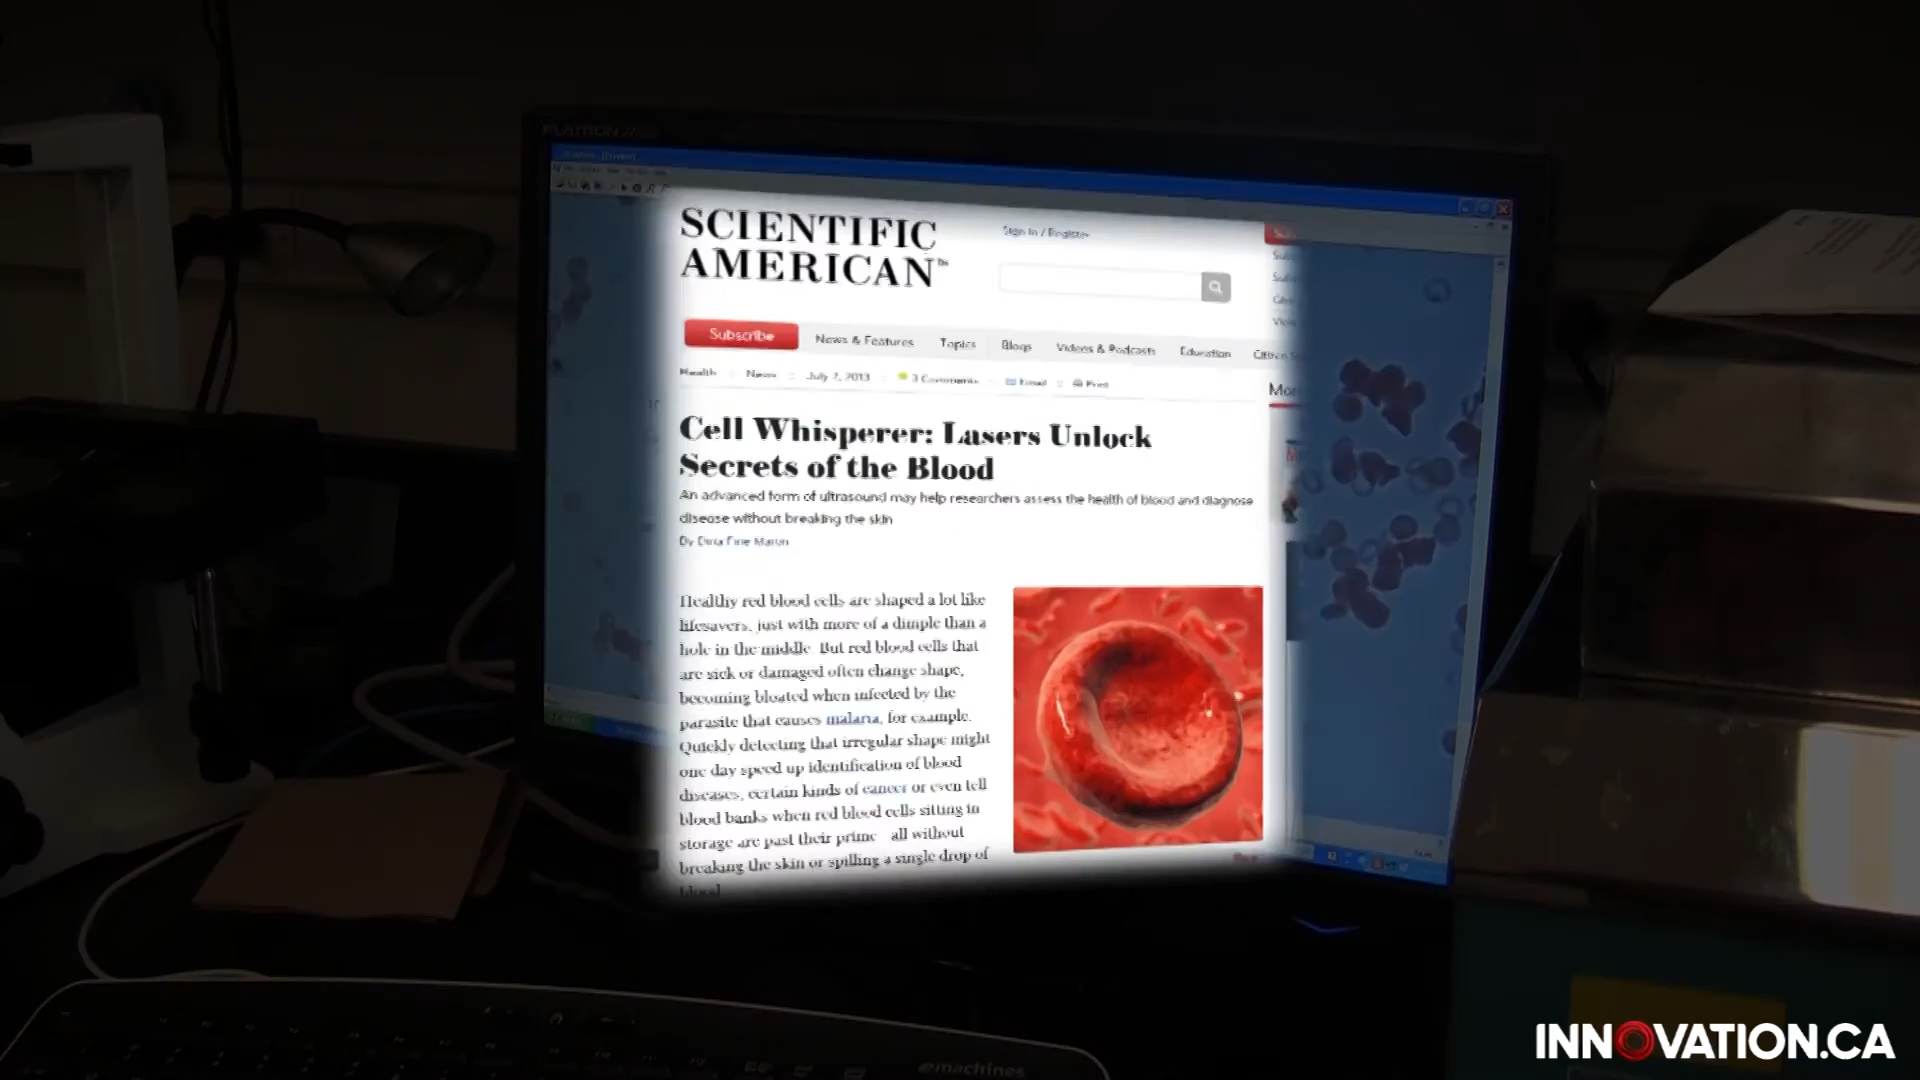 SCIENTIFIC
AMERICAN™
Sign In / Register
Subscribe
News & Features
Topics
Blogs
Videos & Podcasts
Education
Citizen
Health
News
July 2, 2013
3 Comments
Email
Print
Cell Whisperer: Lasers Unlock
Secrets of the Blood
An advanced form of ultrasound may help researchers assess the health of blood and diagnose
disease without breaking the skin
By Dina Fine Maron
Healthy red blood cells are shaped a lot like
lifesavers, just with more of a dimple than a
hole in the middle. But red blood cells that
are sick or damaged often change shape,
becoming bloated when infected by the
parasite that causes malaria, for example.
Quickly detecting that irregular shape might
one day speed up identification of blood
diseases, certain kinds of cancer or even tell
blood banks when red blood cells sitting in
storage are past their prime all without
breaking the skin or spilling a single drop of
blood
emachines
INNOVATION.CA